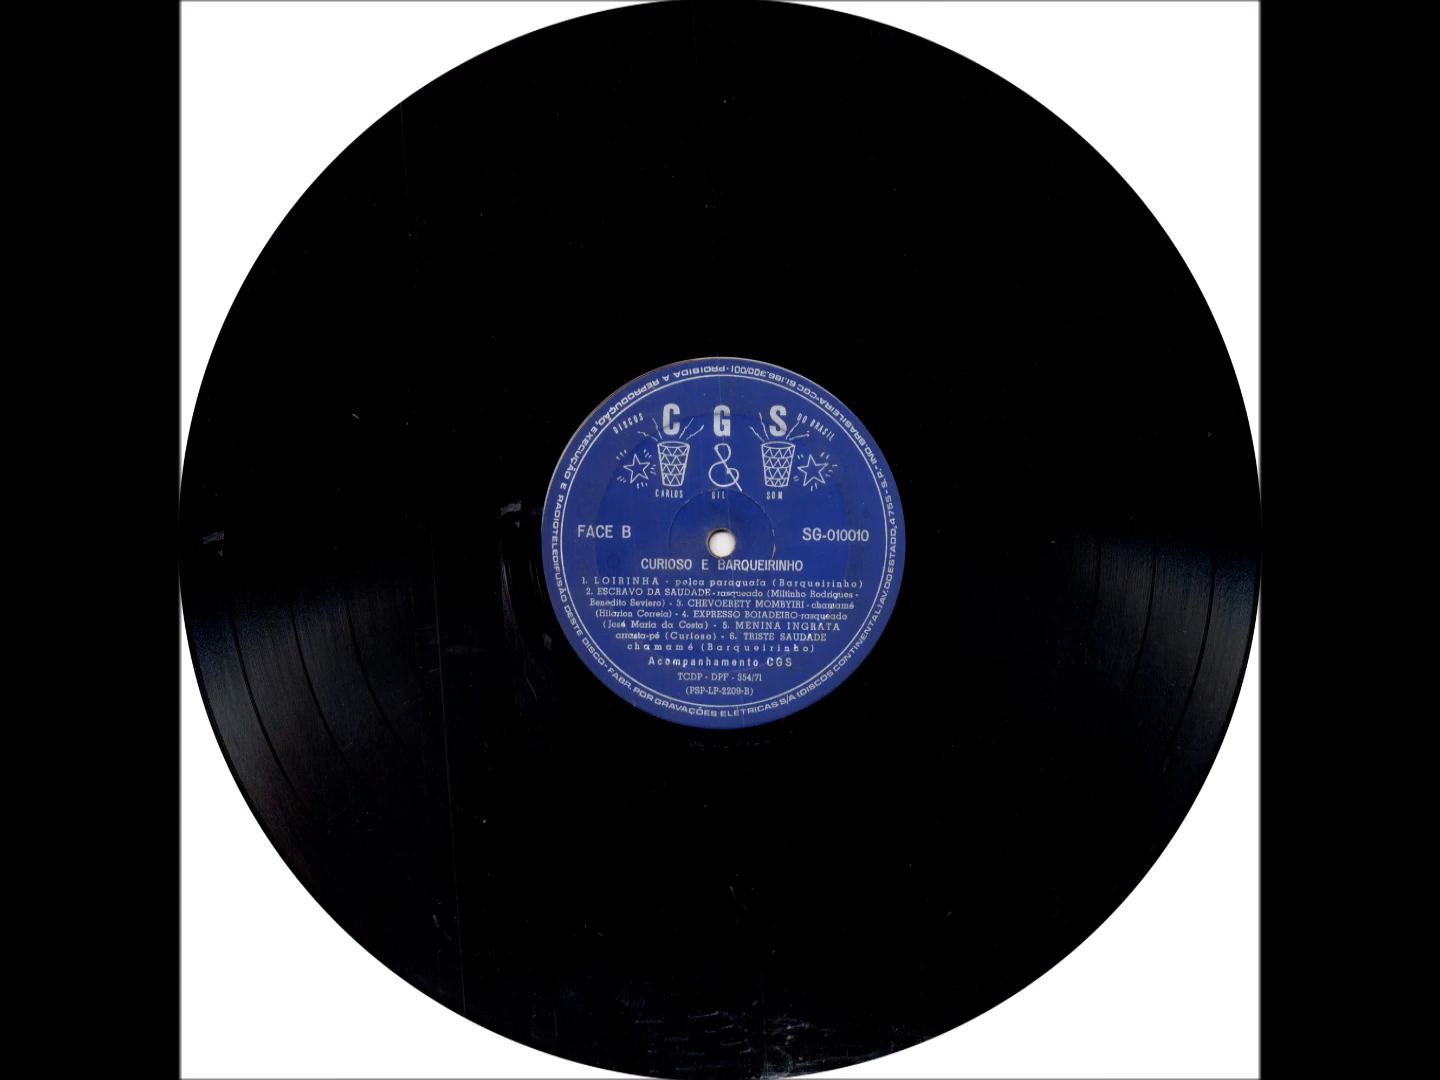 DISCOS CGS DO BRASIL
&
CARLOS GIL SOM
FACE B
SG-010010
CURIOSO E BARQUEIRINHO
1. LOIRINHA - polca paraguaia (Barqueirinho)
2. ESCRAVO DA SAUDADE - rasqueado (Miltinho Rodrigues -
Benedito Seviero) - 3. CHEVOERETY MOMBYIRI - chamamé
(Hilarion Correia) - 4. EXPRESSO BOIADEIRO-rasqueado
(José Maria da Costa) - 5. MENINA INGRATA
arrasta-pé (Curioso) - 6. TRISTE SAUDADE
chamamé (Barqueirinho)
Acompanhamento CGS
TCDP - DPF - 354/71
(PSP-LP-2209-B)
FABR. POR GRAVAÇÕES ELÉTRICAS S/A (DISCOS CONTINENTAL) AV. DO ESTADO, 4755 - S.P. - IND. BRASILEIRA - CGC 61.186.300/001 - PROIBIDA A REPRODUÇÃO, EXECUÇÃO E RADIOTELEDIFUSÃO DESTE DISCO -